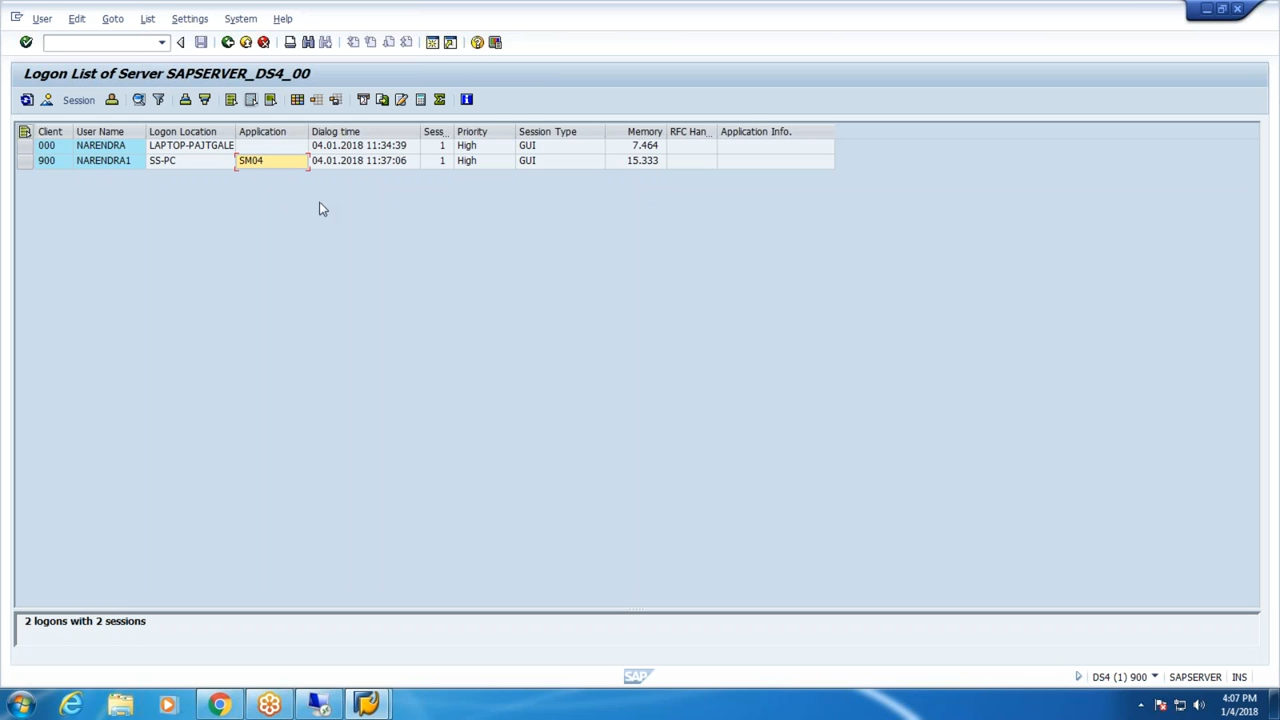 User Edit Goto List Settings System Help
Logon List of Server SAPSERVER_DS4_00
Session
Client User Name Logon Location Application Dialog time Sess.. Priority Session Type Memory RFC Han... Application Info.
000 NARENDRA LAPTOP-PAJTGALE 04.01.2018 11:34:39 1 High GUI 7.464
900 NARENDRA1 SS-PC SM04 04.01.2018 11:37:06 1 High GUI 15.333
2 logons with 2 sessions
SAP
DS4 (1) 900 SAPSERVER INS
4:07 PM
1/4/2018